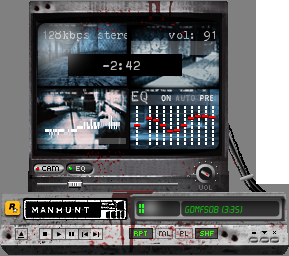 128kbps stereo vol: 91
-2:42
EQ ON AUTO PRE
CAM EQ
VOL
R MANHUNT GOMFSOB (3:35)
RPT ML PL SHF